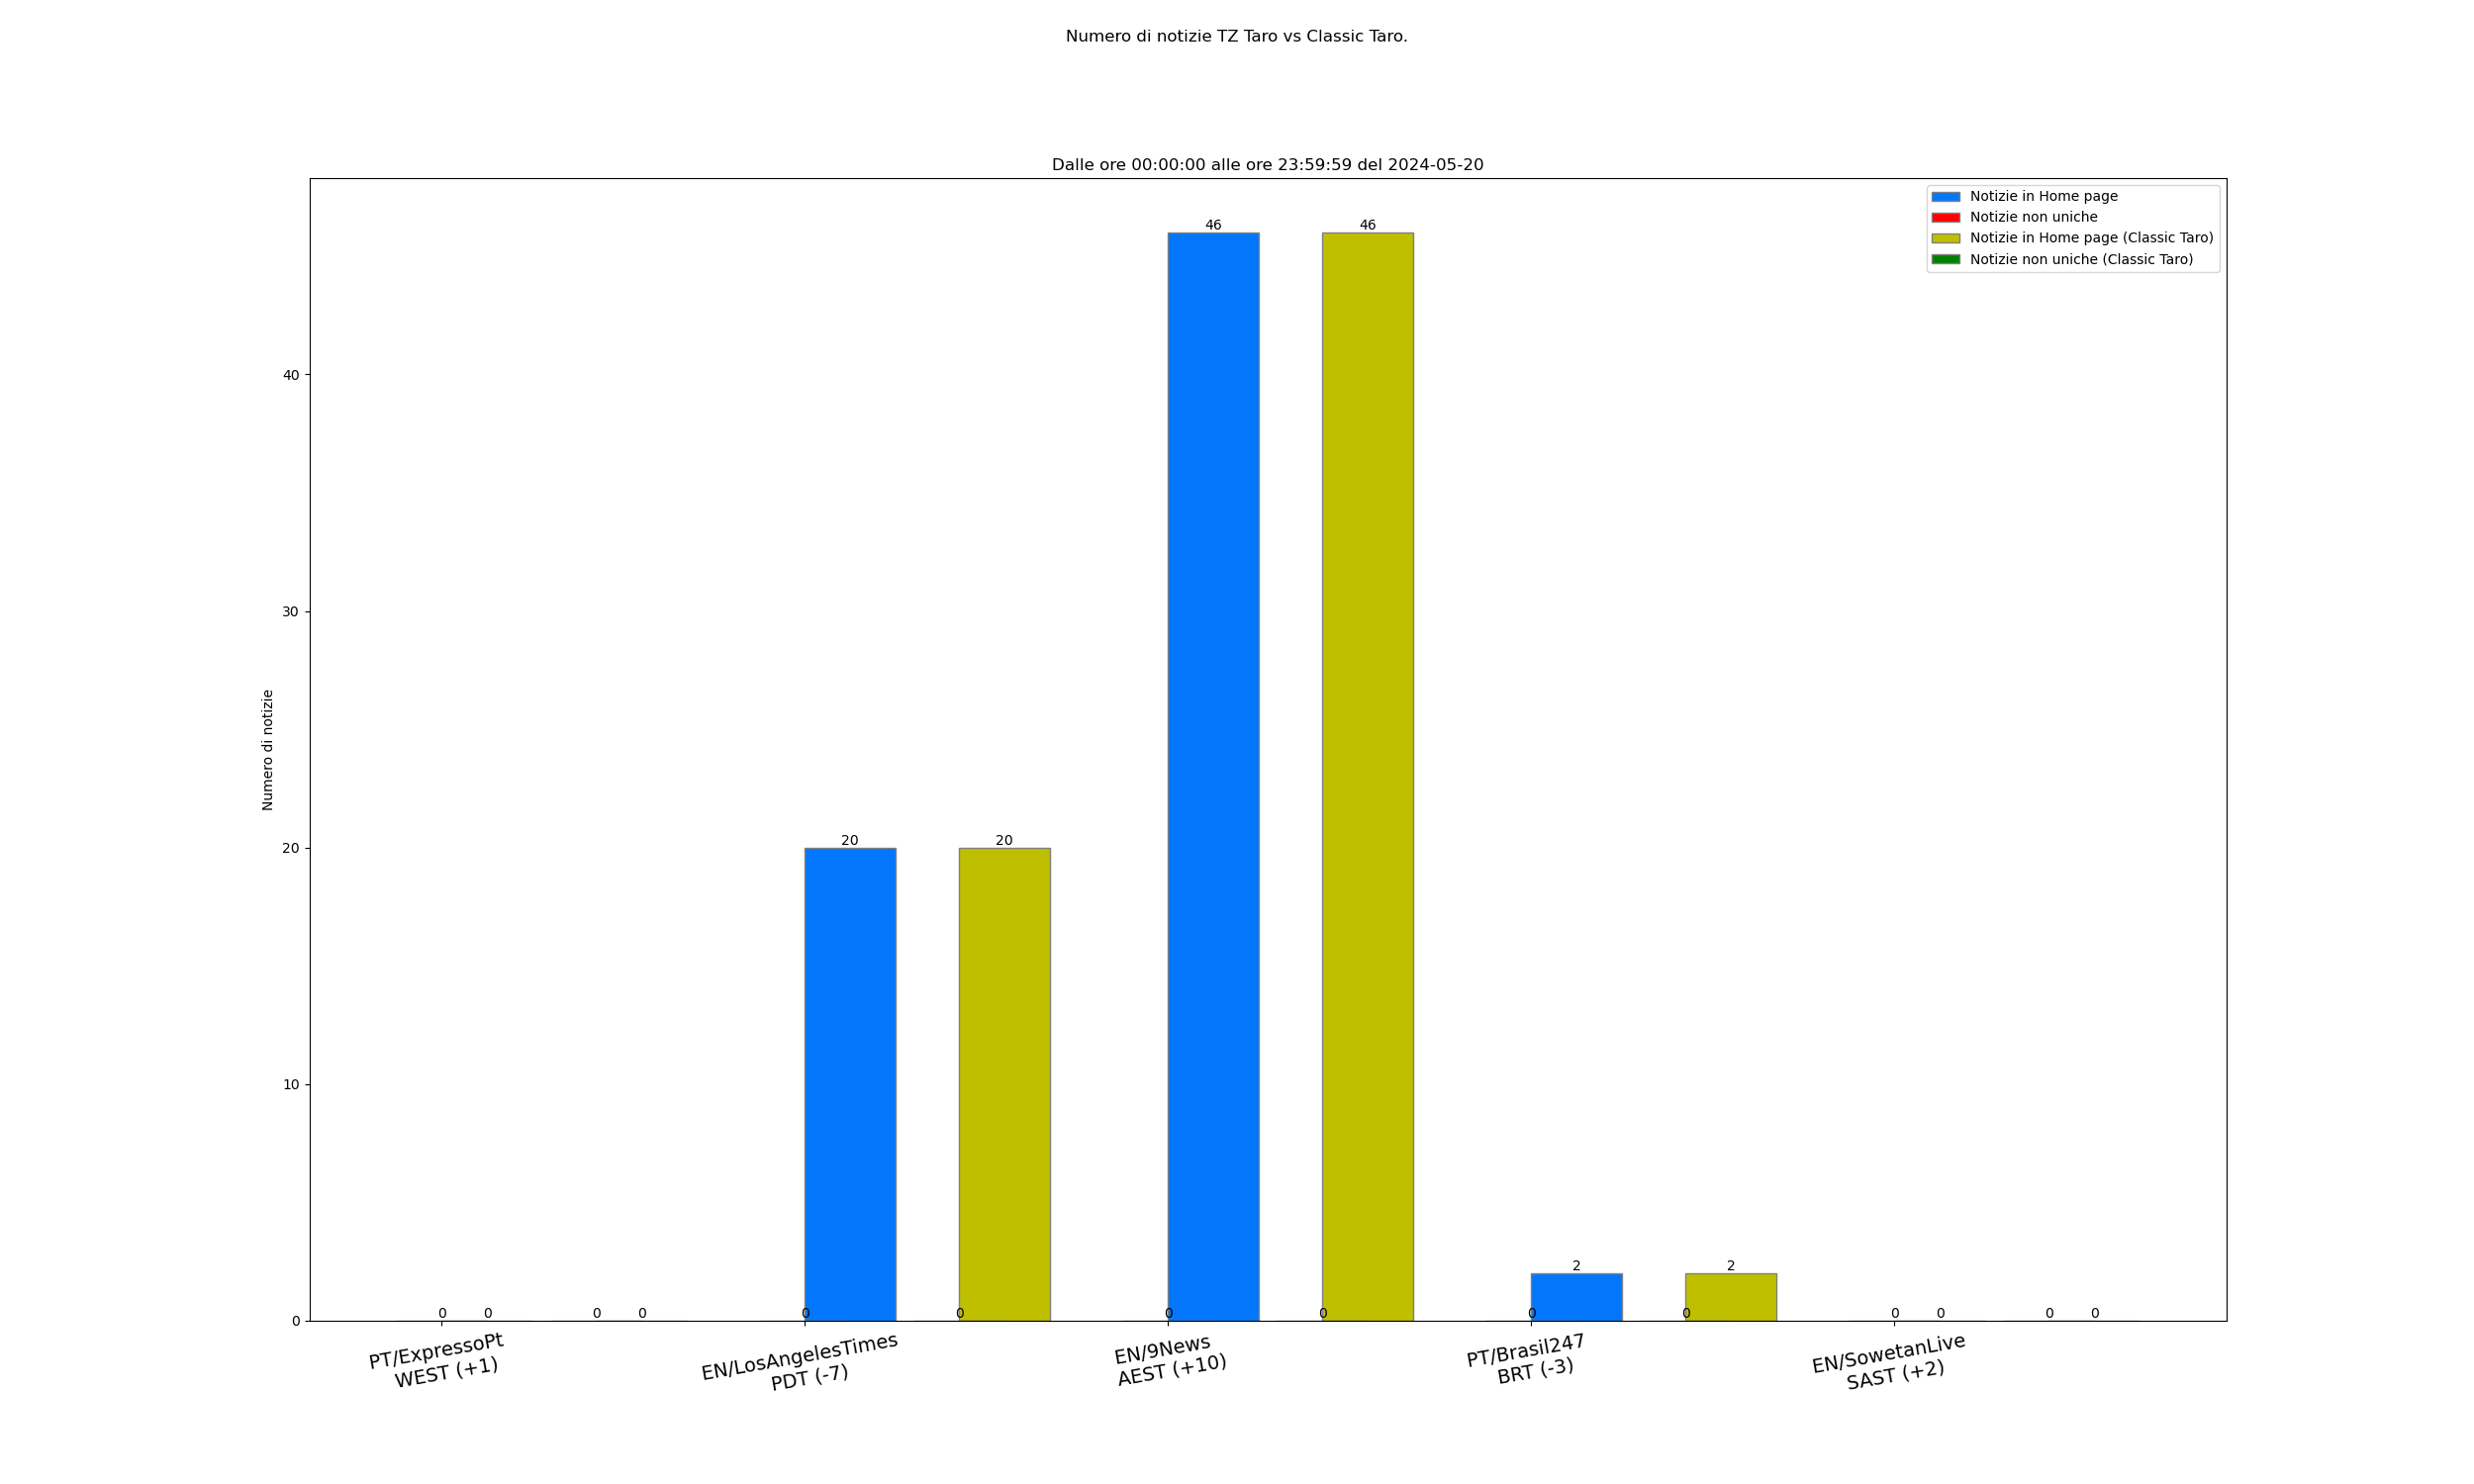 Numero di notizie TZ Taro vs Classic Taro.
Dalle ore 00:00:00 alle ore 23:59:59 del 2024-05-20
Notizie in Home page
Notizie non uniche
Notizie in Home page (Classic Taro)
Notizie non uniche (Classic Taro)
Numero di notizie
40
30
20
10
0
46
46
20
20
2
2
0
0
0
0
0
0
0
0
0
0
0
0
0
0
PT/ExpressoPt
WEST (+1)
EN/LosAngelesTimes
PDT (-7)
EN/9News
AEST (+10)
PT/Brasil247
BRT (-3)
EN/SowetanLive
SAST (+2)